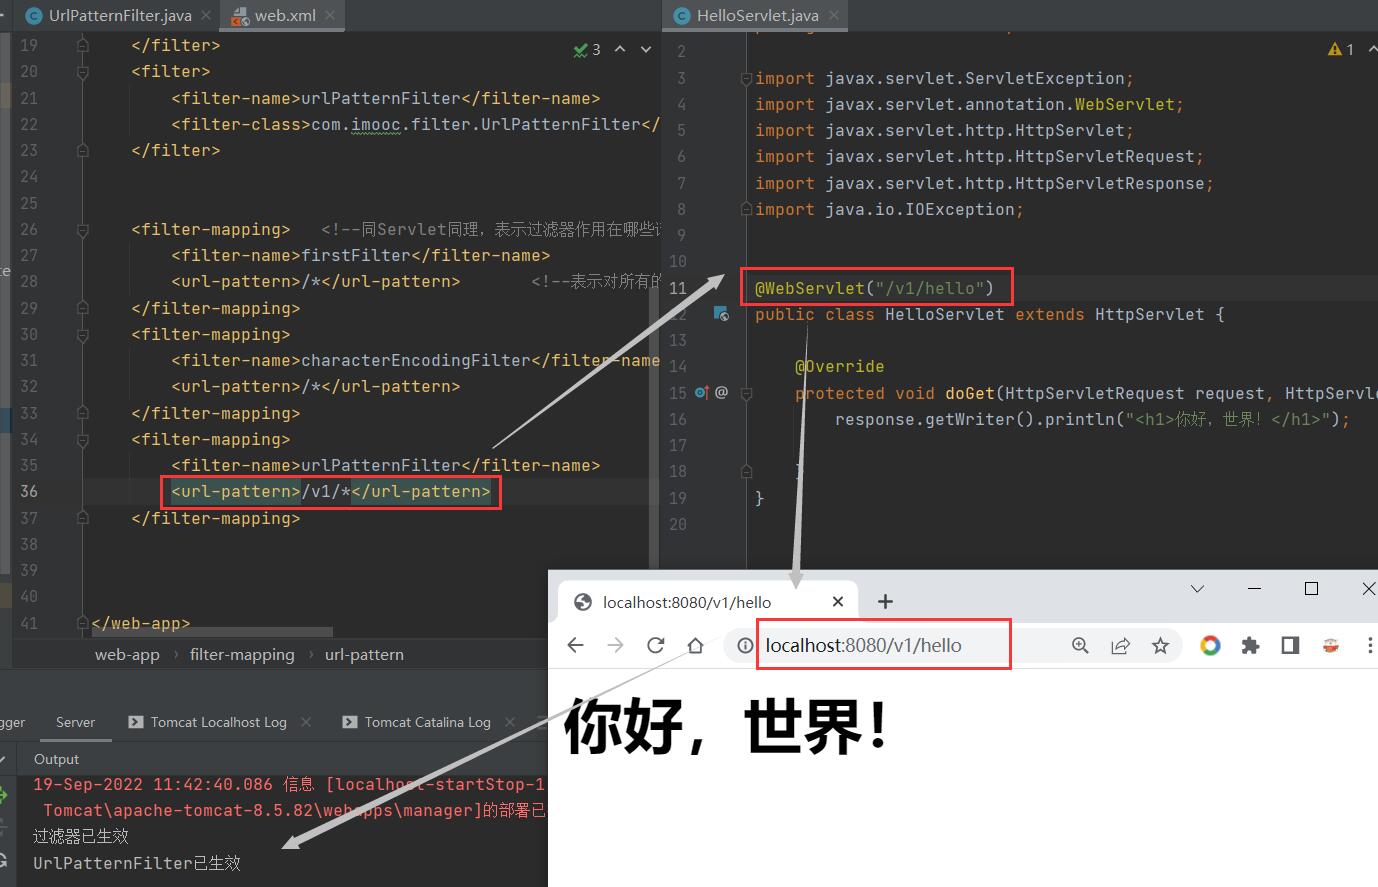 UrlPatternFilter.java
web.xml
3
19 </filter>
20 <filter>
21 <filter-name>urlPatternFilter</filter-name>
22 <filter-class>com.imooc.filter.UrlPatternFilter</
23 </filter>
24
25
26 <filter-mapping> <!--同Servlet同理，表示过滤器作用在哪些
27 <filter-name>firstFilter</filter-name>
28 <url-pattern>/*</url-pattern> <!--表示对所有的
29 </filter-mapping>
30 <filter-mapping>
31 <filter-name>characterEncodingFilter</filter-name
32 <url-pattern>/*</url-pattern>
33 </filter-mapping>
34 <filter-mapping>
35 <filter-name>urlPatternFilter</filter-name>
36 <url-pattern>/v1/*</url-pattern>
37 </filter-mapping>
38
39
40
41 </web-app>
web-app › filter-mapping › url-pattern
HelloServlet.java
1
2
3 import javax.servlet.ServletException;
4 import javax.servlet.annotation.WebServlet;
5 import javax.servlet.http.HttpServlet;
6 import javax.servlet.http.HttpServletRequest;
7 import javax.servlet.http.HttpServletResponse;
8 import java.io.IOException;
9
10
11 @WebServlet("/v1/hello")
12 public class HelloServlet extends HttpServlet {
13
14 @Override
15 protected void doGet(HttpServletRequest request, HttpServle
16 response.getWriter().println("<h1>你好，世界！</h1>");
17
18 }
19 }
20
localhost:8080/v1/hello
localhost:8080/v1/hello
你好，世界！
gger
Server
Tomcat Localhost Log
Tomcat Catalina Log
Output
19-Sep-2022 11:42:40.086 信息 [localhost-startStop-1
Tomcat\apache-tomcat-8.5.82\webapps\manager]的部署已
过滤器已生效
UrlPatternFilter已生效